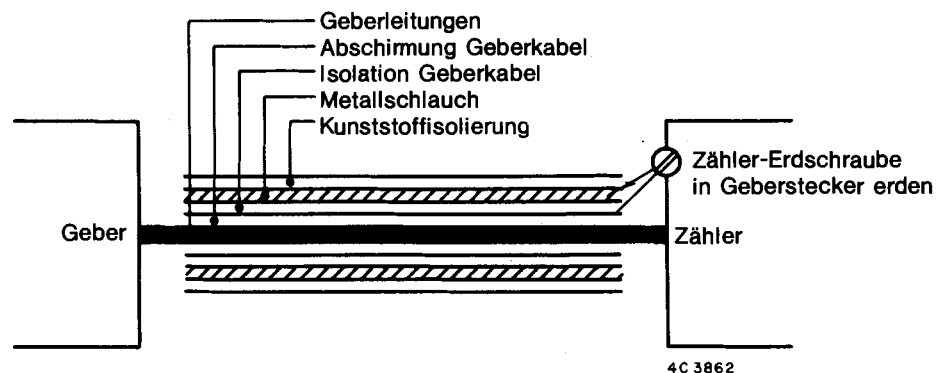 Geberleitungen
Abschirmung Geberkabel
Isolation Geberkabel
Metallschlauch
Kunststoffisolierung
Zähler-Erdschraube
in Geberstecker erden
Geber
Zähler
4C 3862